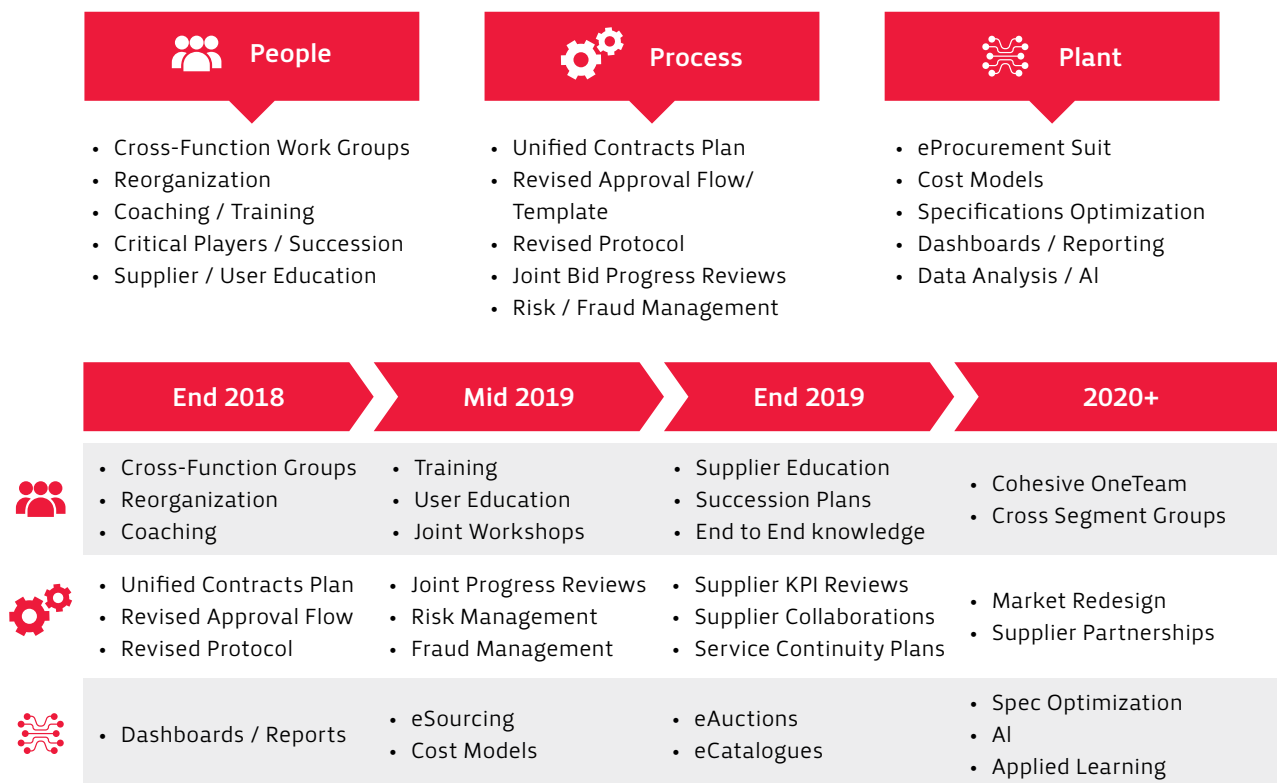 People
• Cross-Function Work Groups
• Reorganization
• Coaching / Training
• Critical Players / Succession
• Supplier / User Education
Process
• Unified Contracts Plan
• Revised Approval Flow/
Template
• Revised Protocol
• Joint Bid Progress Reviews
• Risk / Fraud Management
Plant
• eProcurement Suit
• Cost Models
• Specifications Optimization
• Dashboards / Reporting
• Data Analysis / AI
End 2018
Mid 2019
End 2019
2020+
• Cross-Function Groups
• Reorganization
• Coaching
• Training
• User Education
• Joint Workshops
• Supplier Education
• Succession Plans
• End to End knowledge
• Cohesive OneTeam
• Cross Segment Groups
• Unified Contracts Plan
• Revised Approval Flow
• Revised Protocol
• Joint Progress Reviews
• Risk Management
• Fraud Management
• Supplier KPI Reviews
• Supplier Collaborations
• Service Continuity Plans
• Market Redesign
• Supplier Partnerships
• Dashboards / Reports
• eSourcing
• Cost Models
• eAuctions
• eCatalogues
• Spec Optimization
• AI
• Applied Learning